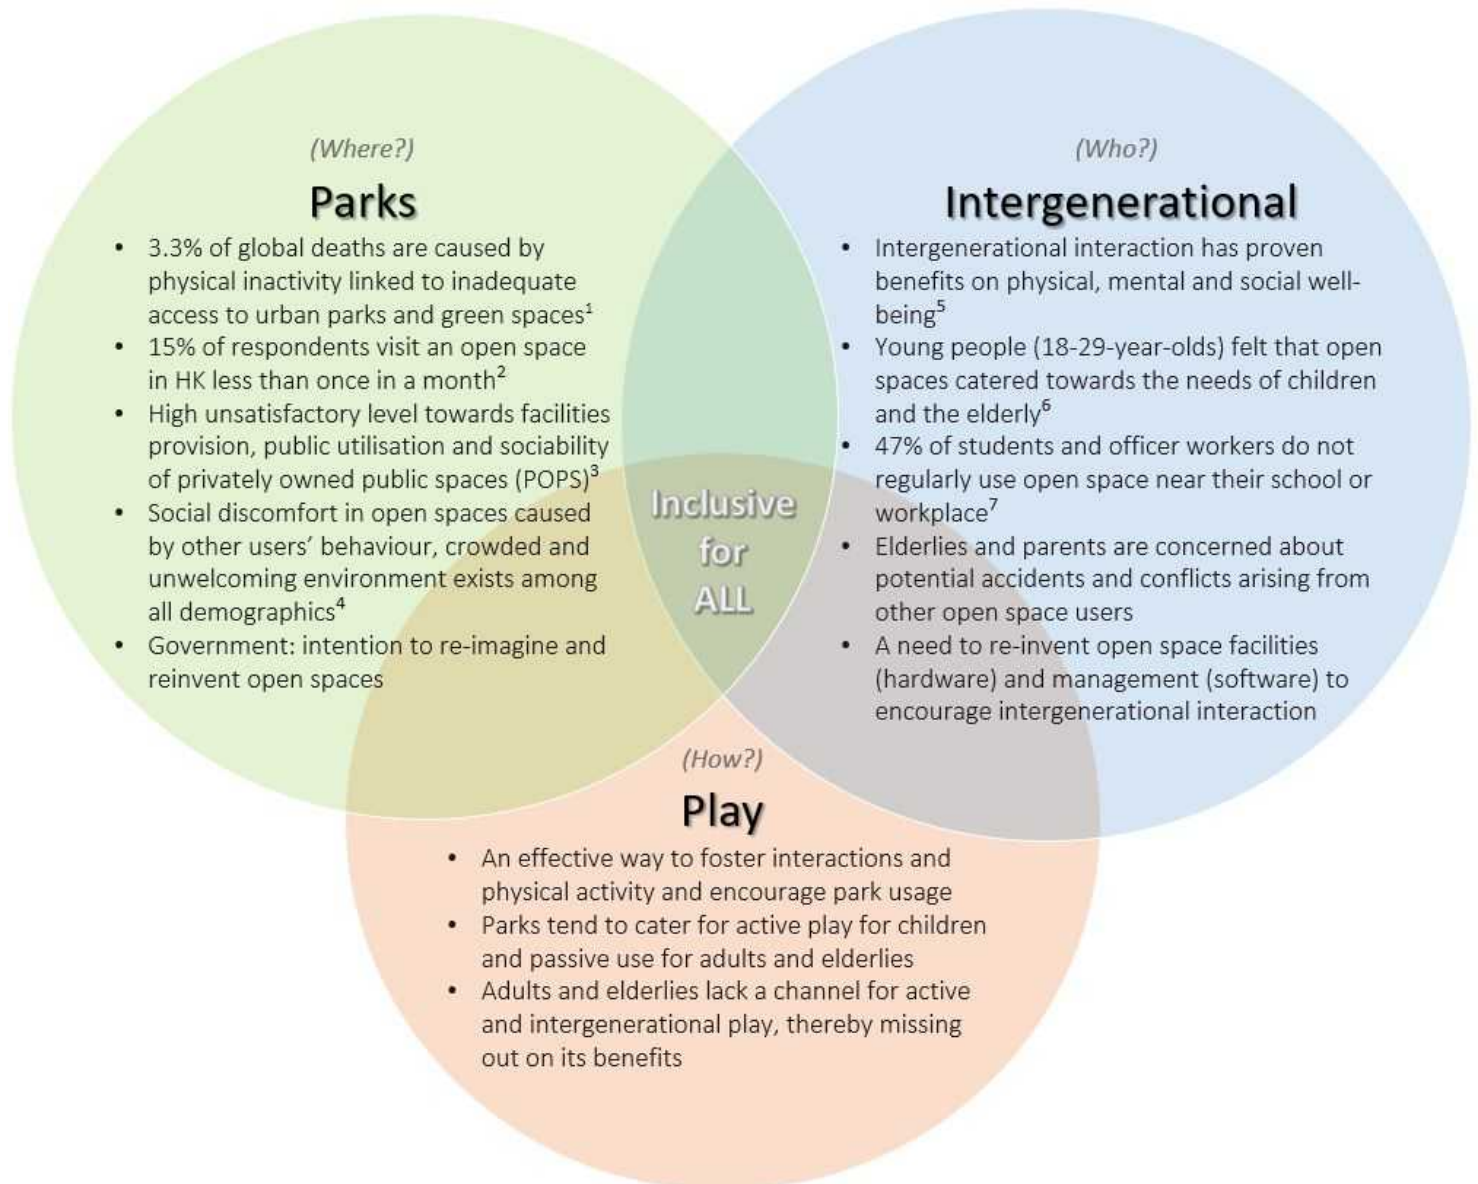 (Where?)
Parks
• 3.3% of global deaths are caused by
physical inactivity linked to inadequate
access to urban parks and green spaces¹
• 15% of respondents visit an open space
in HK less than once in a month²
• High unsatisfactory level towards facilities
provision, public utilisation and sociability
of privately owned public spaces (POPS)³
• Social discomfort in open spaces caused
by other users’ behaviour, crowded and
unwelcoming environment exists among
all demographics⁴
• Government: intention to re-imagine and
reinvent open spaces
(Who?)
Intergenerational
• Intergenerational interaction has proven
benefits on physical, mental and social well-
being⁵
• Young people (18-29-year-olds) felt that open
spaces catered towards the needs of children
and the elderly⁶
• 47% of students and officer workers do not
regularly use open space near their school or
workplace⁷
• Elderlies and parents are concerned about
potential accidents and conflicts arising from
other open space users
• A need to re-invent open space facilities
(hardware) and management (software) to
encourage intergenerational interaction
Inclusive
for
ALL
(How?)
Play
• An effective way to foster interactions and
physical activity and encourage park usage
• Parks tend to cater for active play for children
and passive use for adults and elderlies
• Adults and elderlies lack a channel for active
and intergenerational play, thereby missing
out on its benefits